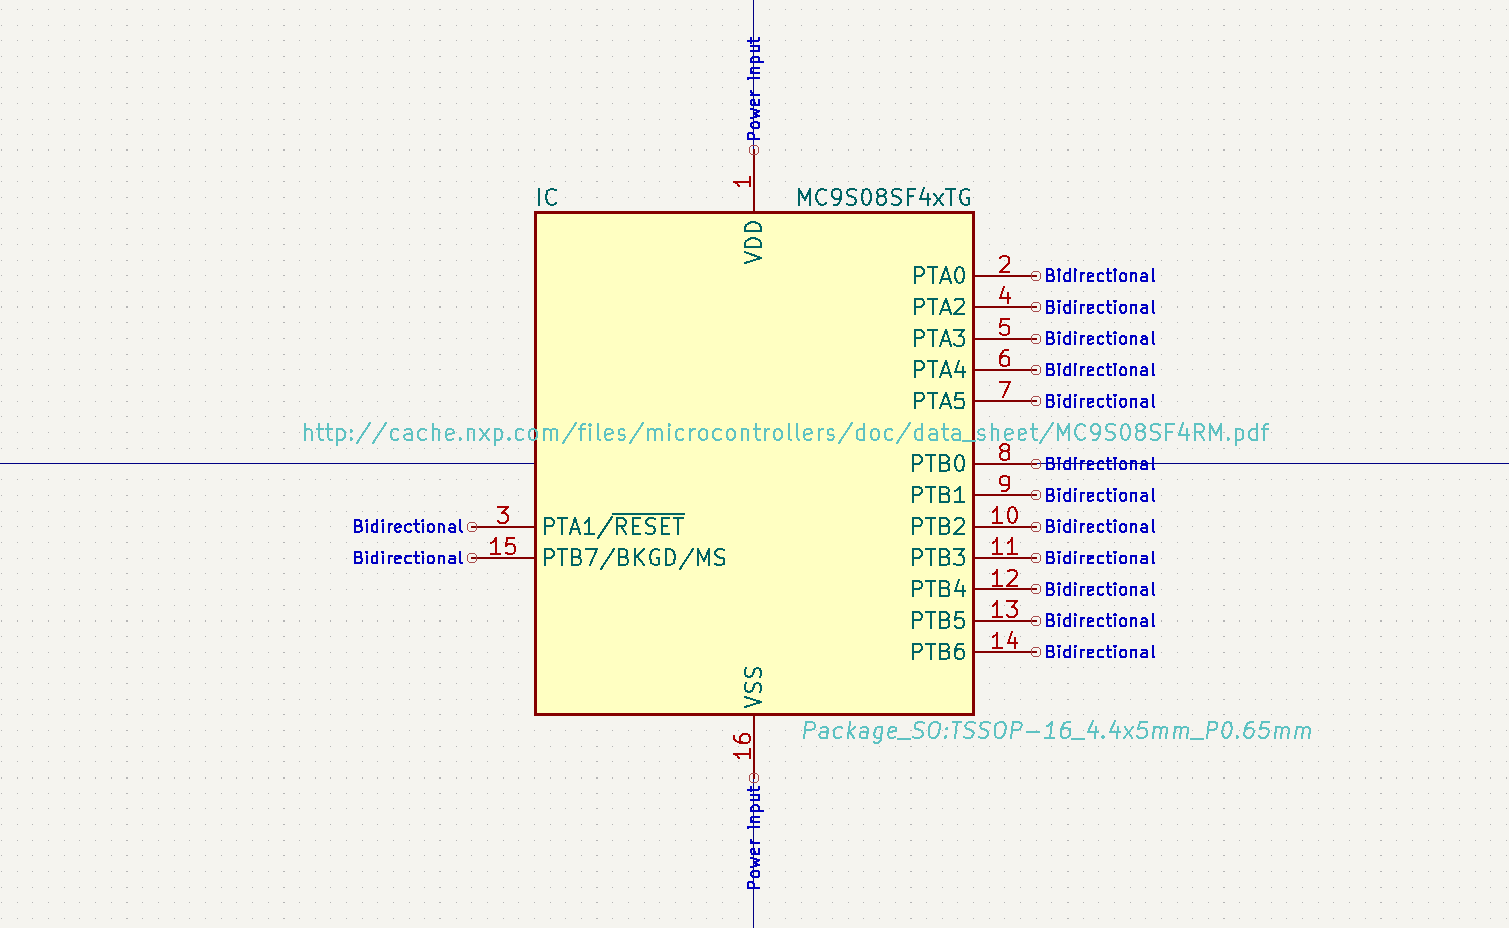 Power Input
1
IC
MC9S08SF4xTG
VDD
PTA0 2 Bidirectional
PTA2 4 Bidirectional
PTA3 5 Bidirectional
PTA4 6 Bidirectional
PTA5 7 Bidirectional
http://cache.nxp.com/files/microcontrollers/doc/data_sheet/MC9S08SF4RM.pdf
PTB0 8 Bidirectional
PTB1 9 Bidirectional
Bidirectional 3 PTA1/RESET
PTB2 10 Bidirectional
Bidirectional 15 PTB7/BKGD/MS
PTB3 11 Bidirectional
PTB4 12 Bidirectional
PTB5 13 Bidirectional
PTB6 14 Bidirectional
VSS
Package_SO:TSSOP-16_4.4x5mm_P0.65mm
16
Power Input